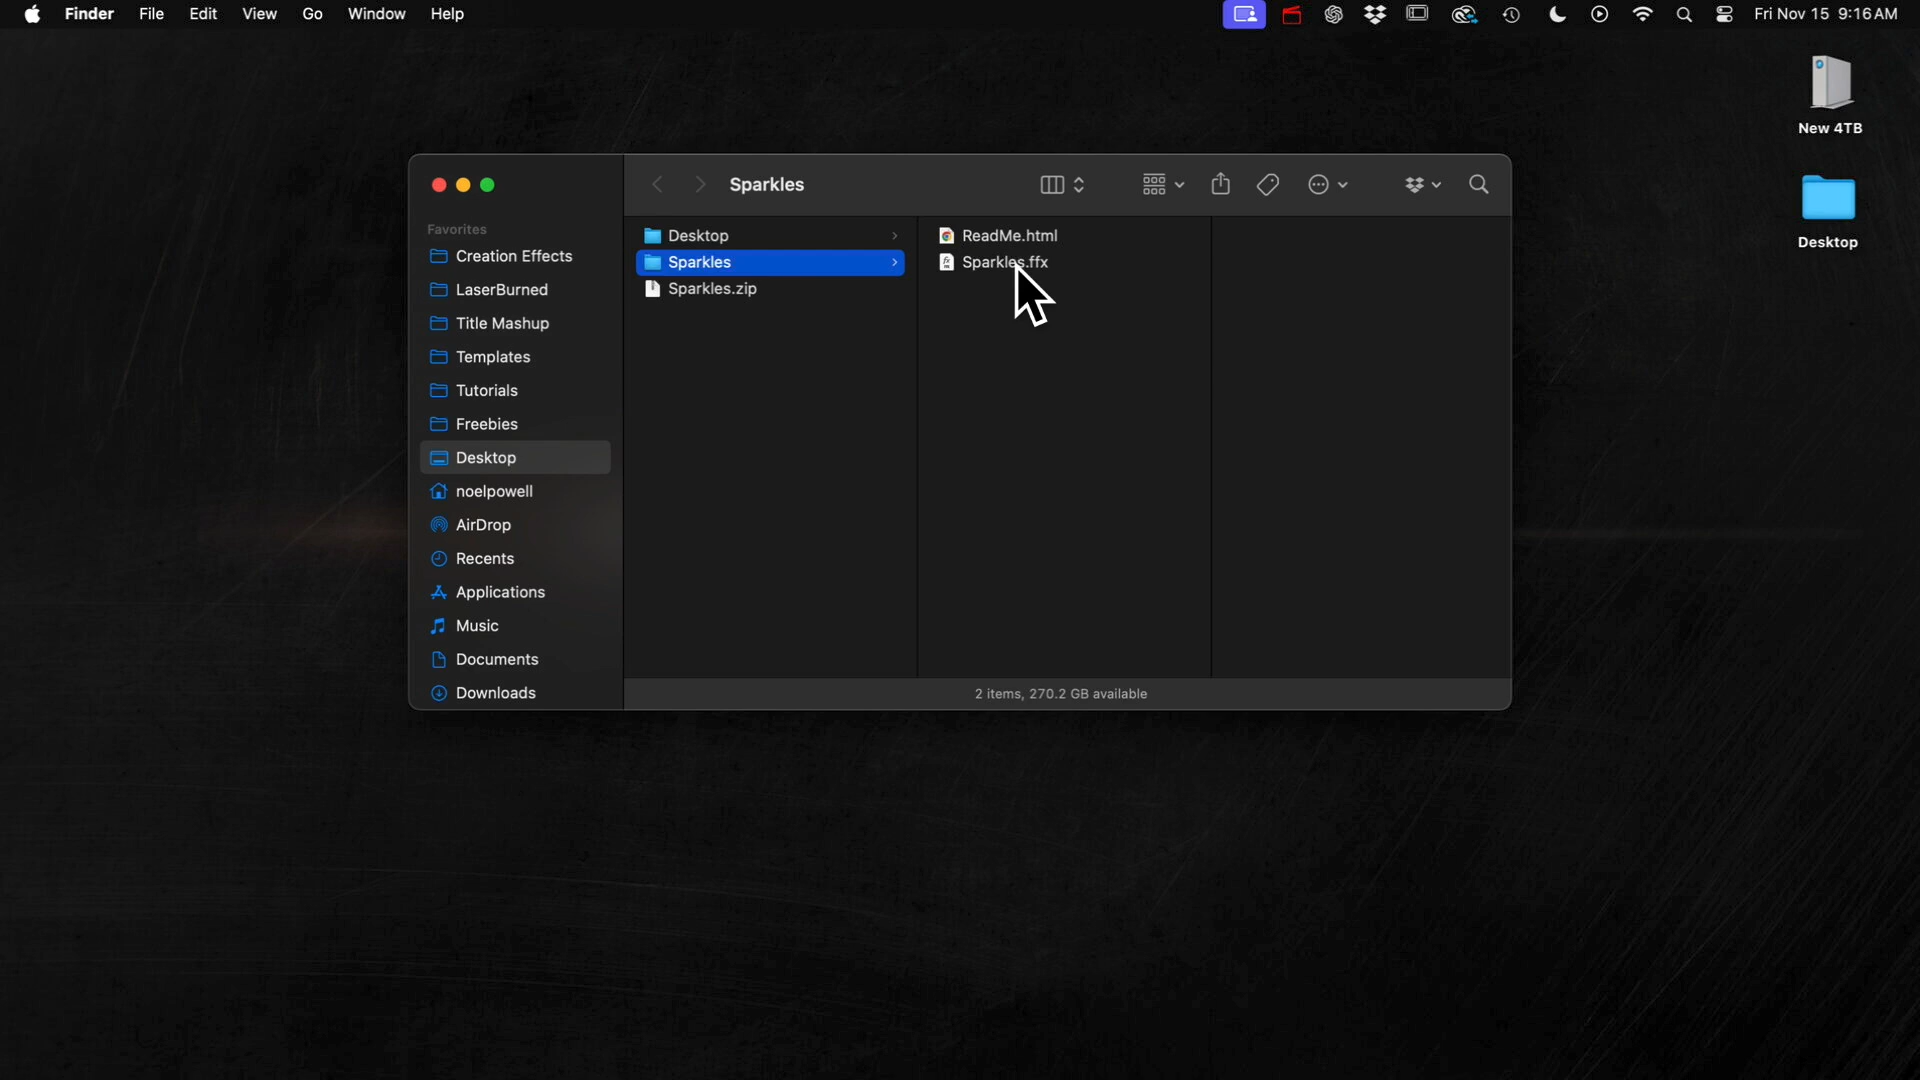 Finder File Edit View Go Window Help Fri Nov 15 9:16 AM
New 4TB
Desktop
Sparkles
Favorites
Creation Effects
LaserBurned
Title Mashup
Templates
Tutorials
Freebies
Desktop
noelpowell
AirDrop
Recents
Applications
Music
Documents
Downloads
Desktop
Sparkles
Sparkles.zip
ReadMe.html
Sparkles.ffx
2 items, 270.2 GB available